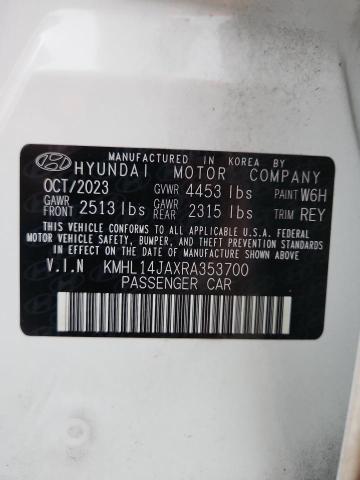 MANUFACTURED IN KOREA BY
HYUNDAI MOTOR COMPANY
OCT/2023 GVWR 4453 lbs PAINT W6H
GAWR FRONT 2513 lbs GAWR REAR 2315 lbs TRIM REY
THIS VEHICLE CONFORMS TO ALL APPLICABLE U.S.A. FEDERAL
MOTOR VEHICLE SAFETY, BUMPER, AND THEFT PREVENTION STANDARDS
IN EFFECT ON THE DATE OF MANUFACTURE SHOWN ABOVE.
V.I.N KMHL14JAXRA353700
PASSENGER CAR